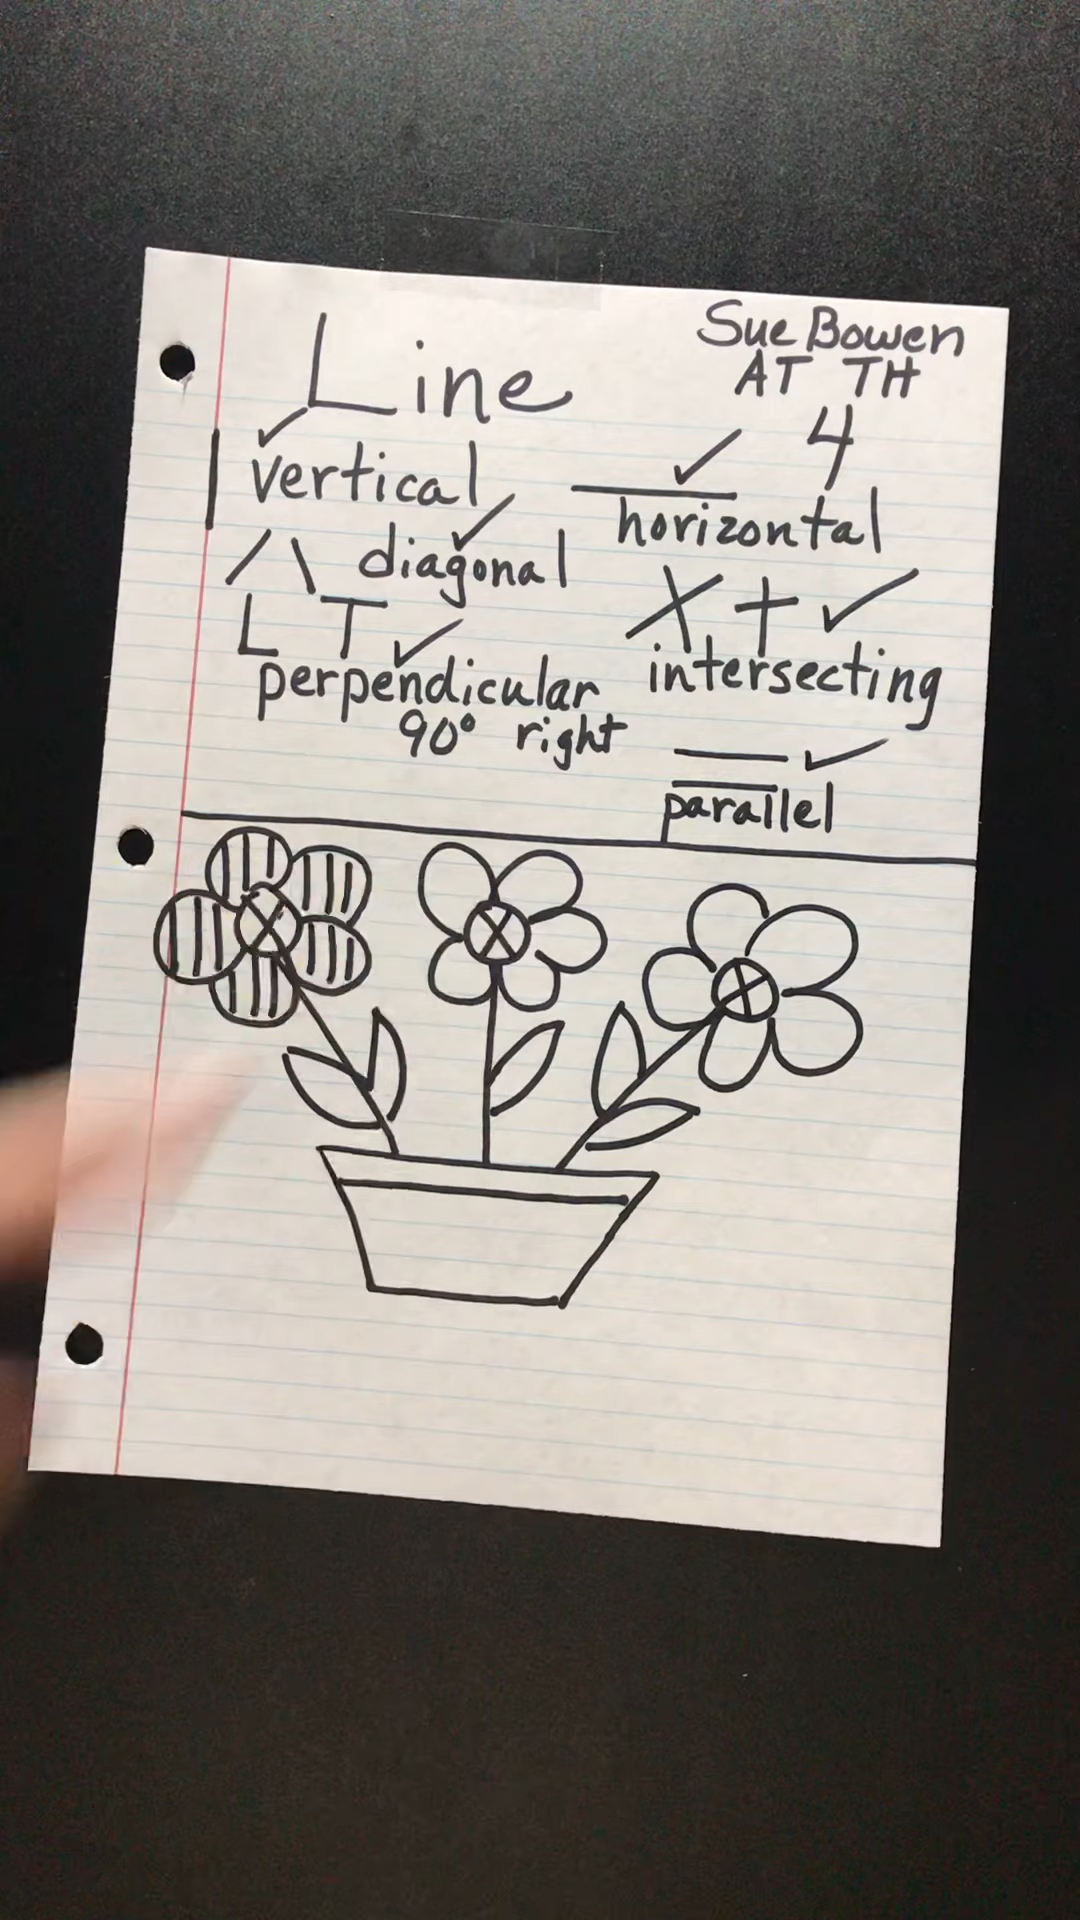 Line
Sue Bowen
AT TH
4
vertical
horizontal
diagonal
intersecting
perpendicular
90° right
parallel